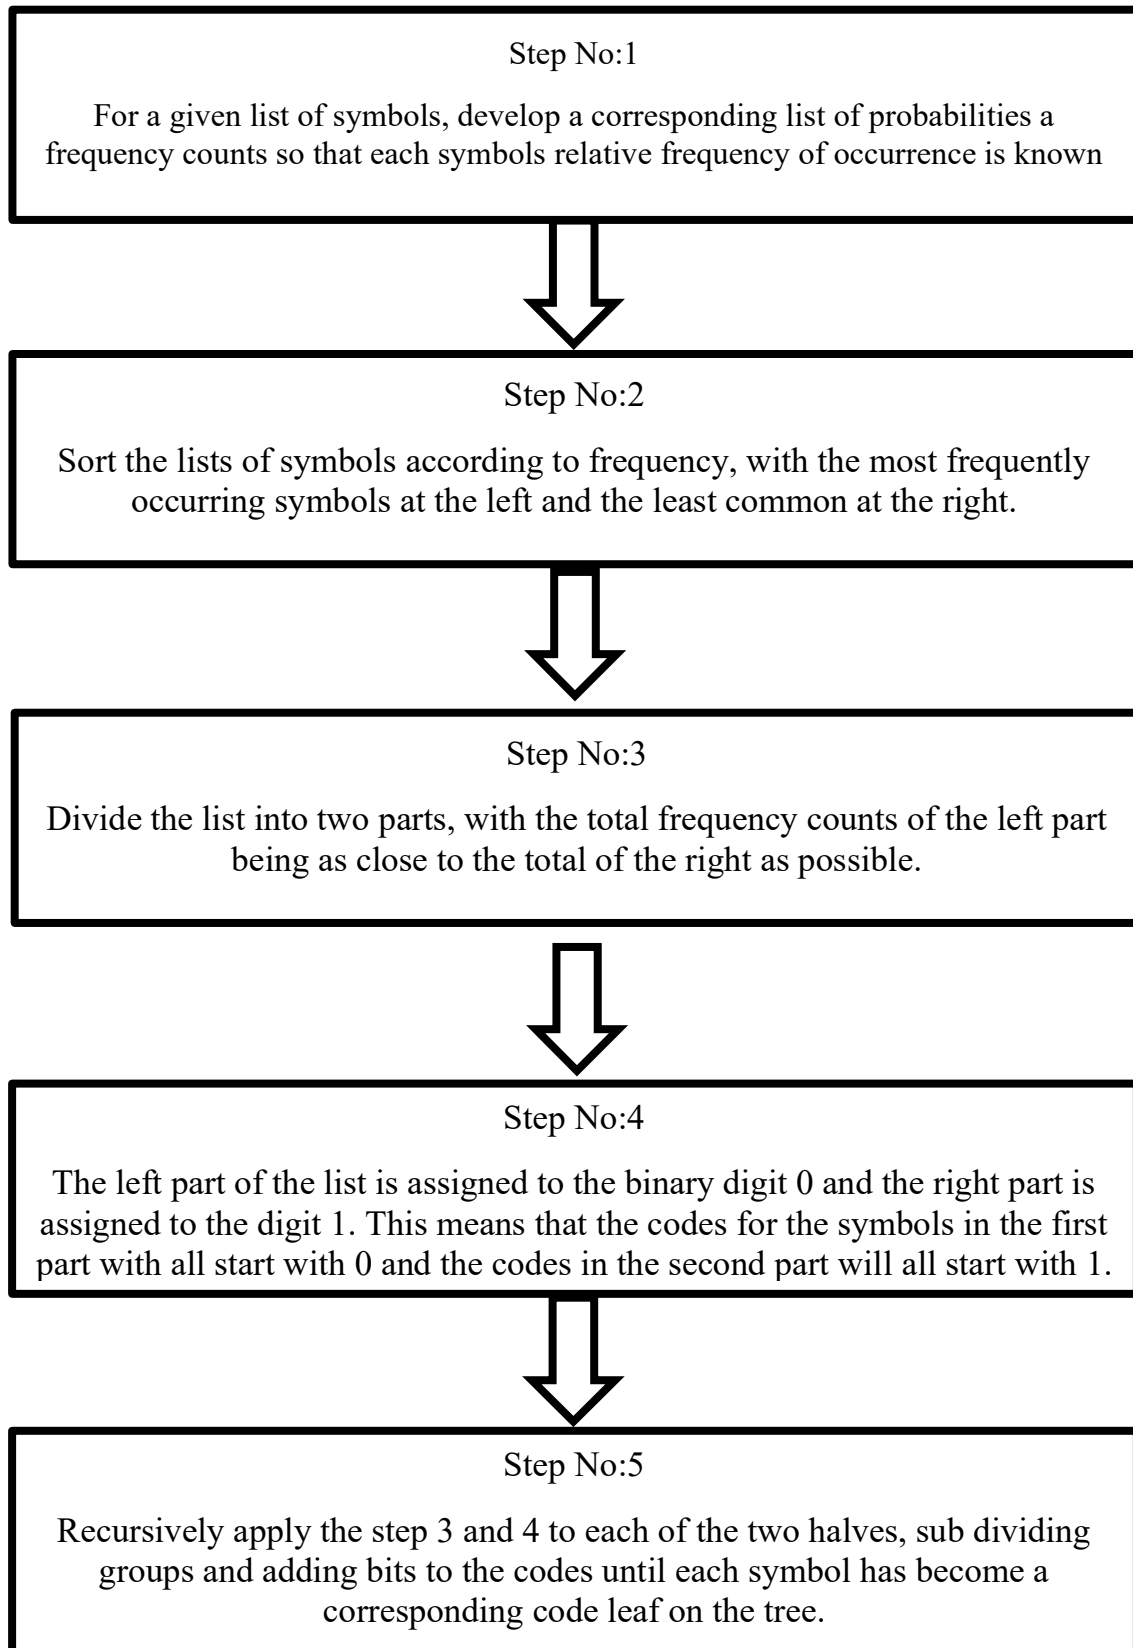 Step No:1
For a given list of symbols, develop a corresponding list of probabilities a
frequency counts so that each symbols relative frequency of occurrence is known
Step No:2
Sort the lists of symbols according to frequency, with the most frequently
occurring symbols at the left and the least common at the right.
Step No:3
Divide the list into two parts, with the total frequency counts of the left part
being as close to the total of the right as possible.
Step No:4
The left part of the list is assigned to the binary digit 0 and the right part is
assigned to the digit 1. This means that the codes for the symbols in the first
part with all start with 0 and the codes in the second part will all start with 1.
Step No:5
Recursively apply the step 3 and 4 to each of the two halves, sub dividing
groups and adding bits to the codes until each symbol has become a
corresponding code leaf on the tree.